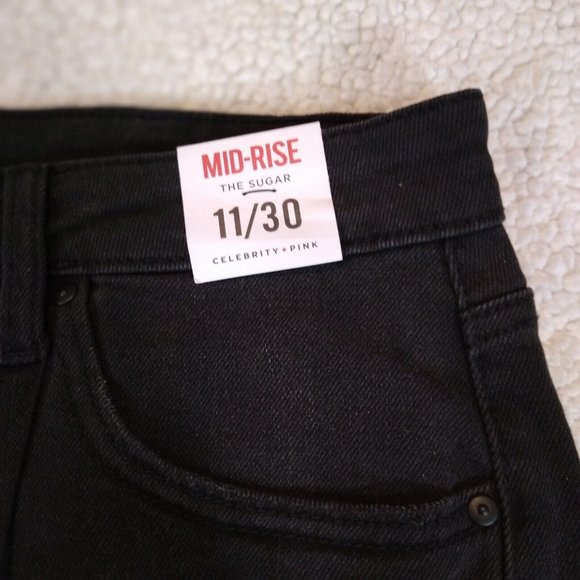 MID-RISE
THE SUGAR
11/30
CELEBRITY PINK